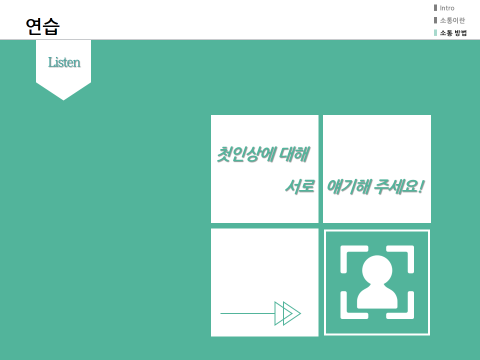 연습
Intro
소통이란
소통 방법
Listen
첫인상에 대해
서로 얘기해 주세요!